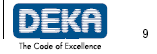 DEKA
9
The Code of Excellence